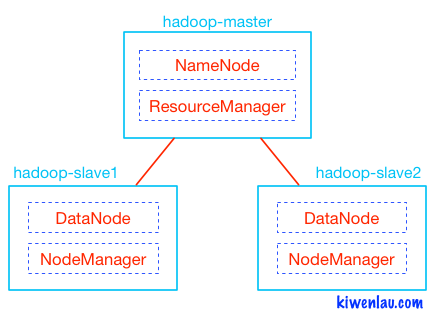 hadoop-master
NameNode
ResourceManager
hadoop-slave1
DataNode
NodeManager
hadoop-slave2
DataNode
NodeManager
kiwenlau.com